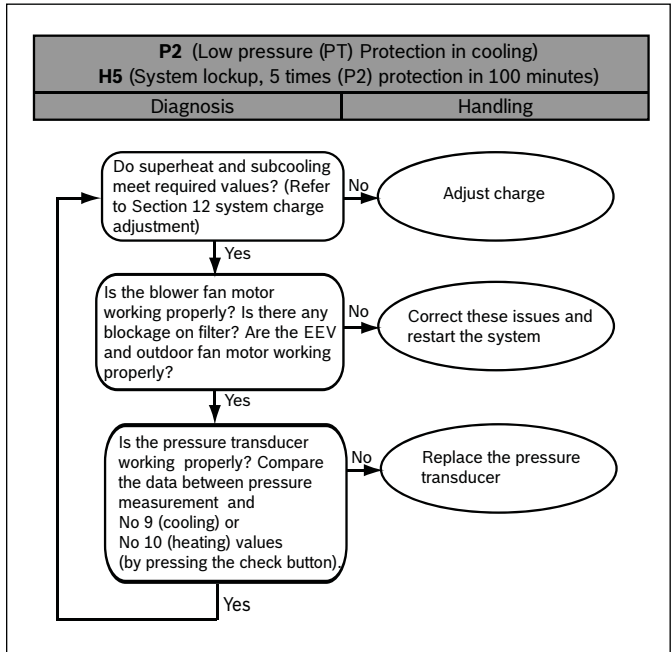 P2 (Low pressure (PT) Protection in cooling)
H5 (System lockup, 5 times (P2) protection in 100 minutes)
Diagnosis
Handling
Do superheat and subcooling
meet required values? (Refer
to Section 12 system charge
adjustment)
No
Adjust charge
Yes
Is the blower fan motor
working properly? Is there any
blockage on filter? Are the EEV
and outdoor fan motor working
properly?
No
Correct these issues and
restart the system
Yes
Is the pressure transducer
working properly? Compare
the data between pressure
measurement and
No 9 (cooling) or
No 10 (heating) values
(by pressing the check button).
No
Replace the pressure
transducer
Yes